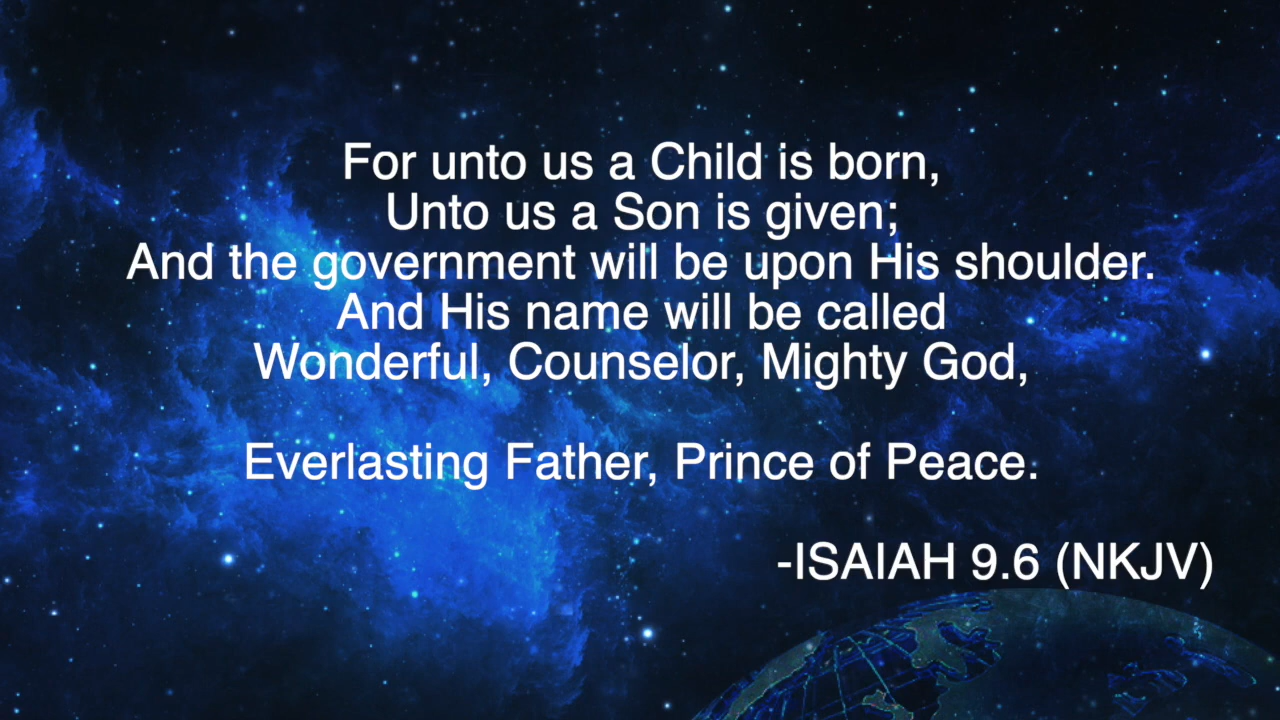 For unto us a Child is born,
Unto us a Son is given;
And the government will be upon His shoulder.
And His name will be called
Wonderful, Counselor, Mighty God,
Everlasting Father, Prince of Peace.
-ISAIAH 9.6 (NKJV)